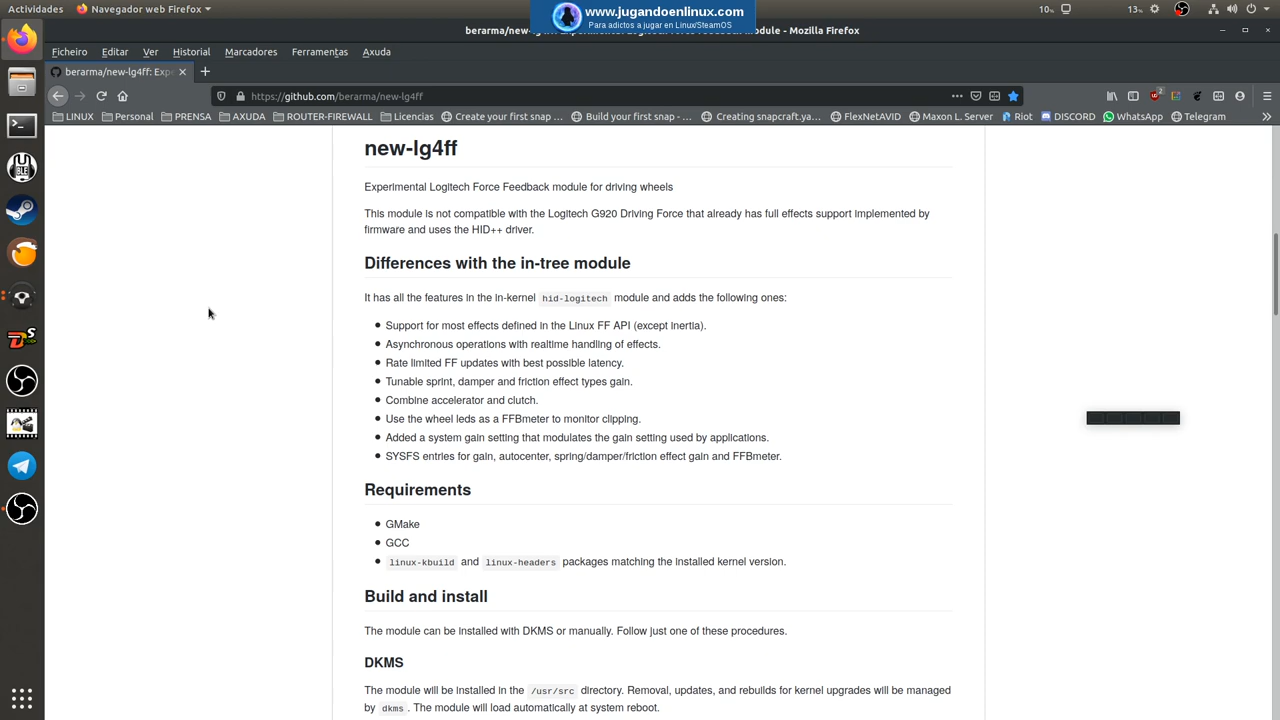 Actividades
Navegador web Firefox
www.jugandoenlinux.com
Para adictos a jugar en Linux/SteamOS
10%
13%
berarma/new-
module - Mozilla Firefox
Ficheiro Editar Ver Historial Marcadores Ferramentas Axuda
berarma/new-lg4ff: Exp
https://github.com/berarma/new-lg4ff
LINUX Personal PRENSA AXUDA ROUTER-FIREWALL Licencias Create your first snap ... Build your first snap - ... Creating snapcraft.ya... FlexNetAVID Maxon L. Server Riot DISCORD WhatsApp Telegram
new-lg4ff
Experimental Logitech Force Feedback module for driving wheels
This module is not compatible with the Logitech G920 Driving Force that already has full effects support implemented by
firmware and uses the HID++ driver.
Differences with the in-tree module
It has all the features in the in-kernel hid-logitech module and adds the following ones:
• Support for most effects defined in the Linux FF API (except inertia).
• Asynchronous operations with realtime handling of effects.
• Rate limited FF updates with best possible latency.
• Tunable sprint, damper and friction effect types gain.
• Combine accelerator and clutch.
• Use the wheel leds as a FFBmeter to monitor clipping.
• Added a system gain setting that modulates the gain setting used by applications.
• SYSFS entries for gain, autocenter, spring/damper/friction effect gain and FFBmeter.
Requirements
• GMake
• GCC
• linux-kbuild and linux-headers packages matching the installed kernel version.
Build and install
The module can be installed with DKMS or manually. Follow just one of these procedures.
DKMS
The module will be installed in the /usr/src directory. Removal, updates, and rebuilds for kernel upgrades will be managed
by dkms. The module will load automatically at system reboot.